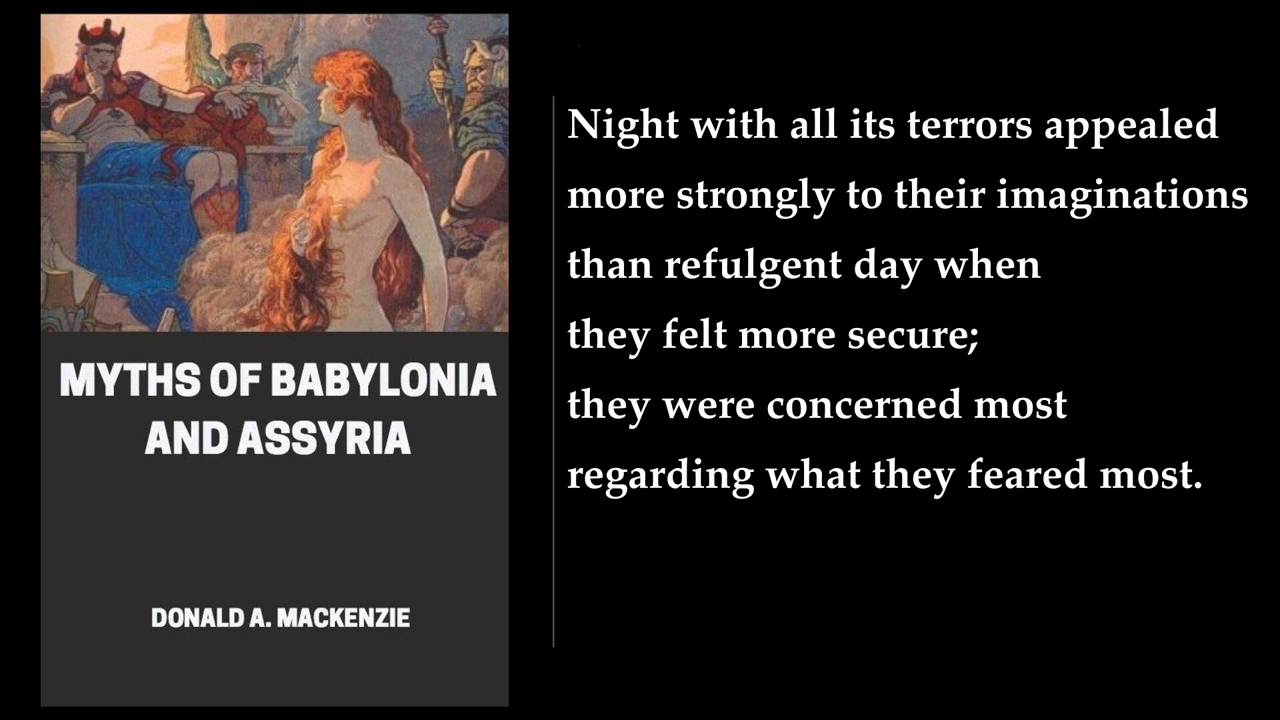 MYTHS OF BABYLONIA
AND ASSYRIA
DONALD A. MACKENZIE
Night with all its terrors appealed
more strongly to their imaginations
than refulgent day when
they felt more secure;
they were concerned most
regarding what they feared most.